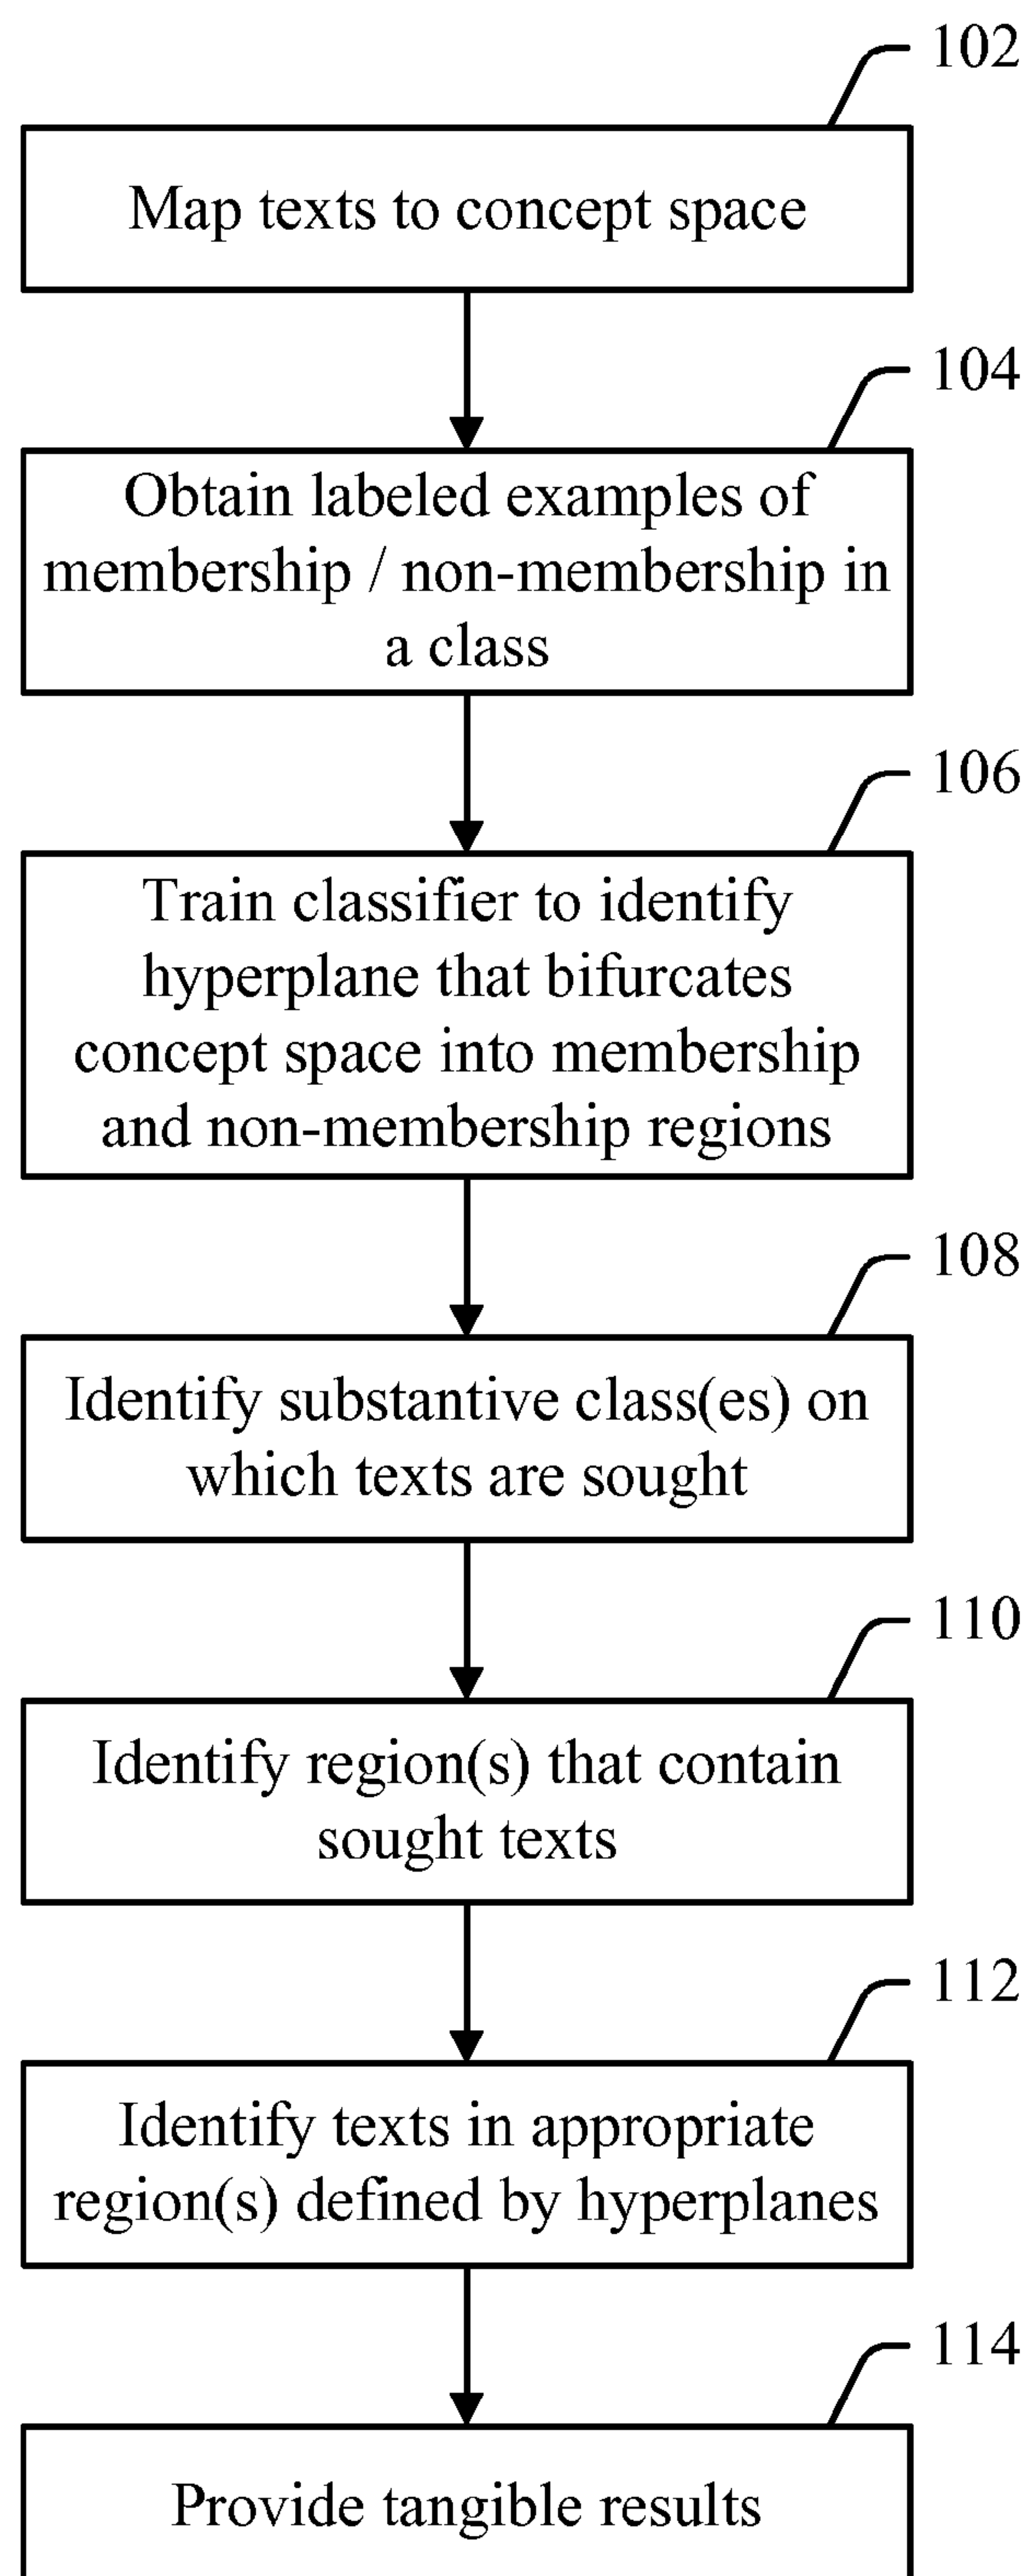 102
Map texts to concept space
104
Obtain labeled examples of
membership / non-membership in
a class
106
Train classifier to identify
hyperplane that bifurcates
concept space into membership
and non-membership regions
108
Identify substantive class(es) on
which texts are sought
110
Identify region(s) that contain
sought texts
112
Identify texts in appropriate
region(s) defined by hyperplanes
114
Provide tangible results